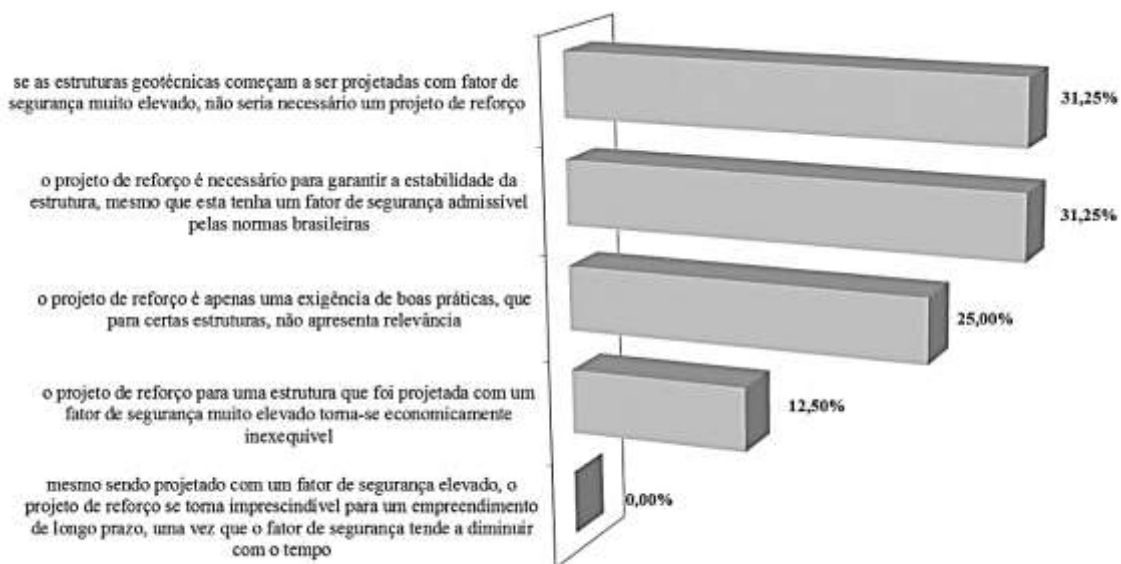 se as estruturas geotécnicas começam a ser projetadas com fator de
segurança muito elevado, não seria necessário um projeto de reforço
31,25%
o projeto de reforço é necessário para garantir a estabilidade da
estrutura, mesmo que esta tenha um fator de segurança admissível
pelas normas brasileiras
31,25%
o projeto de reforço é apenas uma exigência de boas práticas, que
para certas estruturas, não apresenta relevância
25,00%
o projeto de reforço para uma estrutura que foi projetada com um
fator de segurança muito elevado torna-se economicamente
inexequível
12,50%
mesmo sendo projetado com um fator de segurança elevado, o
projeto de reforço se torna imprescindível para um empreendimento
de longo prazo, uma vez que o fator de segurança tende a diminuir
com o tempo
0,00%